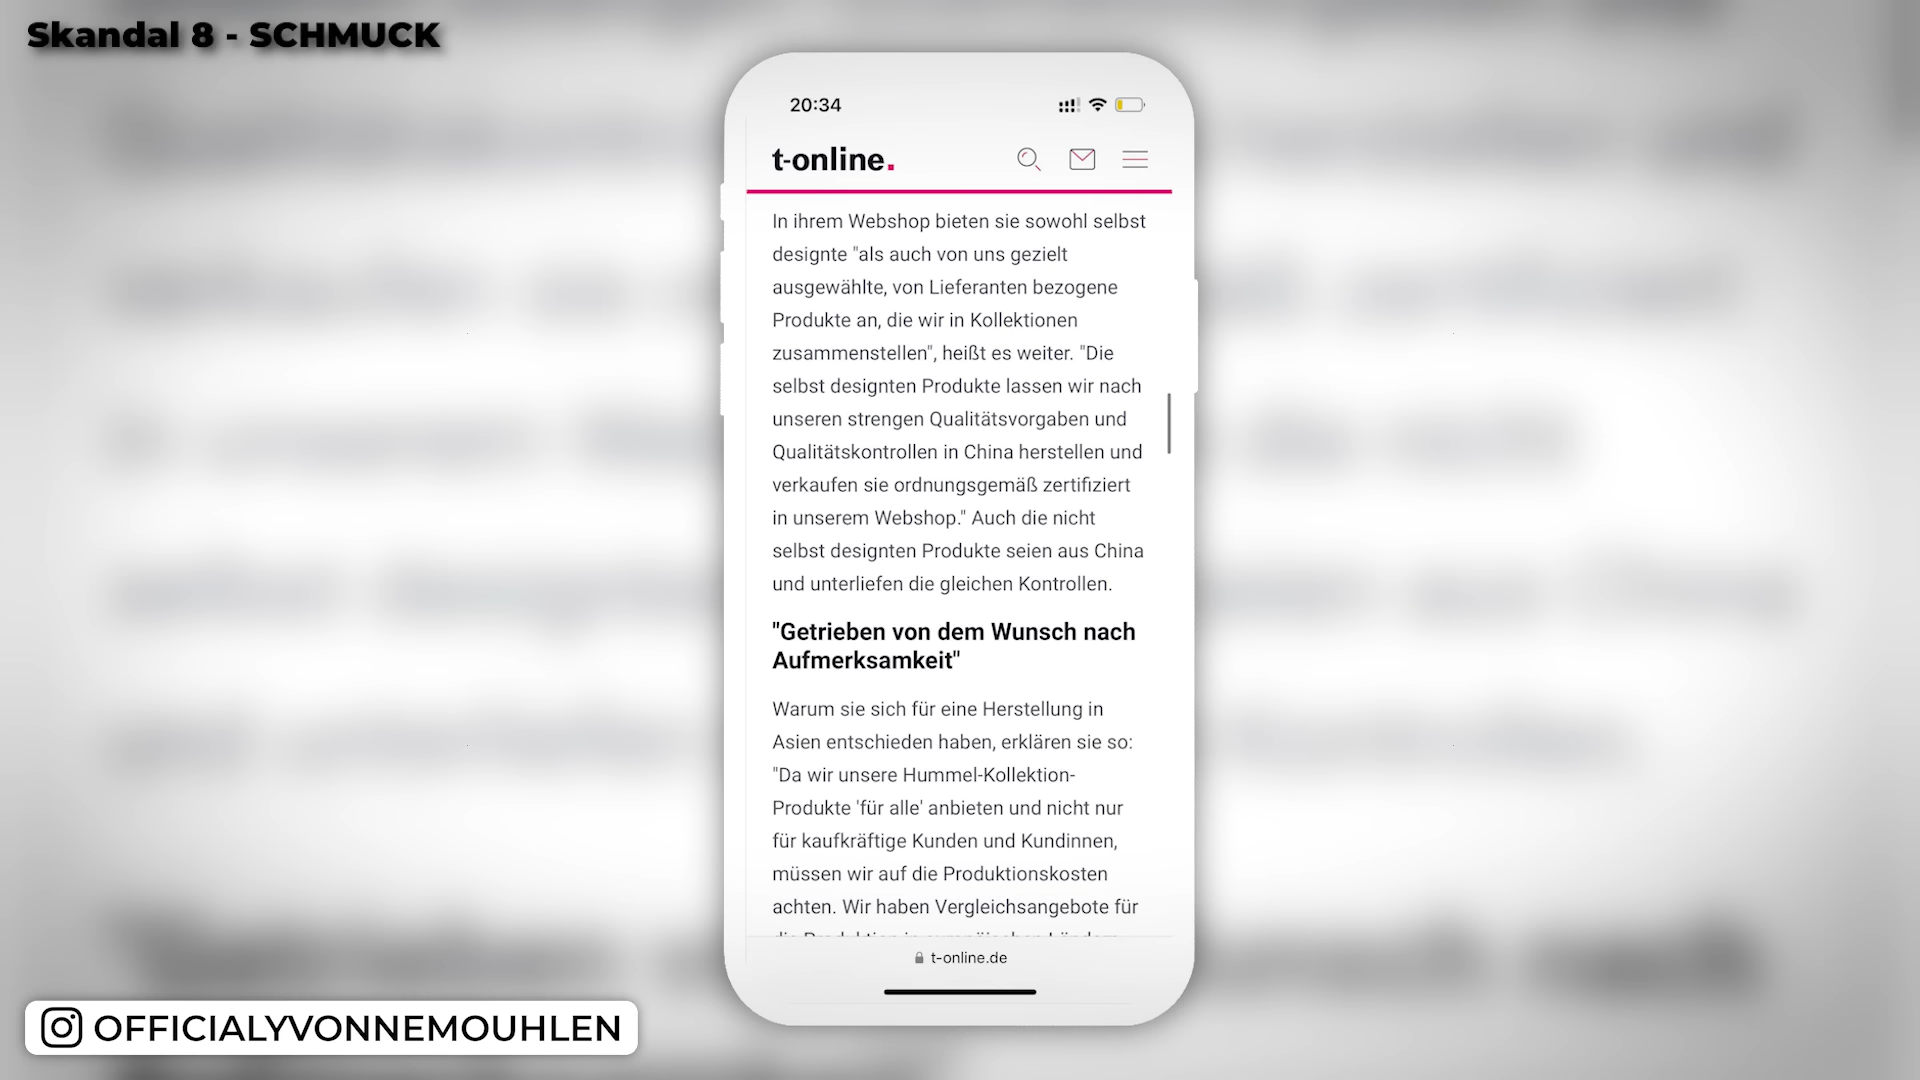 Skandal 8 - SCHMUCK
20:34
t-online.
In ihrem Webshop bieten sie sowohl selbst
designte "als auch von uns gezielt
ausgewählte, von Lieferanten bezogene
Produkte an, die wir in Kollektionen
zusammenstellen", heißt es weiter. "Die
selbst designten Produkte lassen wir nach
unseren strengen Qualitätsvorgaben und
Qualitätskontrollen in China herstellen und
verkaufen sie ordnungsgemäß zertifiziert
in unserem Webshop." Auch die nicht
selbst designten Produkte seien aus China
und unterliefen die gleichen Kontrollen.
"Getrieben von dem Wunsch nach
Aufmerksamkeit"
Warum sie sich für eine Herstellung in
Asien entschieden haben, erklären sie so:
"Da wir unsere Hummel-Kollektion-
Produkte 'für alle' anbieten und nicht nur
für kaufkräftige Kunden und Kundinnen,
müssen wir auf die Produktionskosten
achten. Wir haben Vergleichsangebote für
t-online.de
OFFICIALYVONNEMOUHLEN